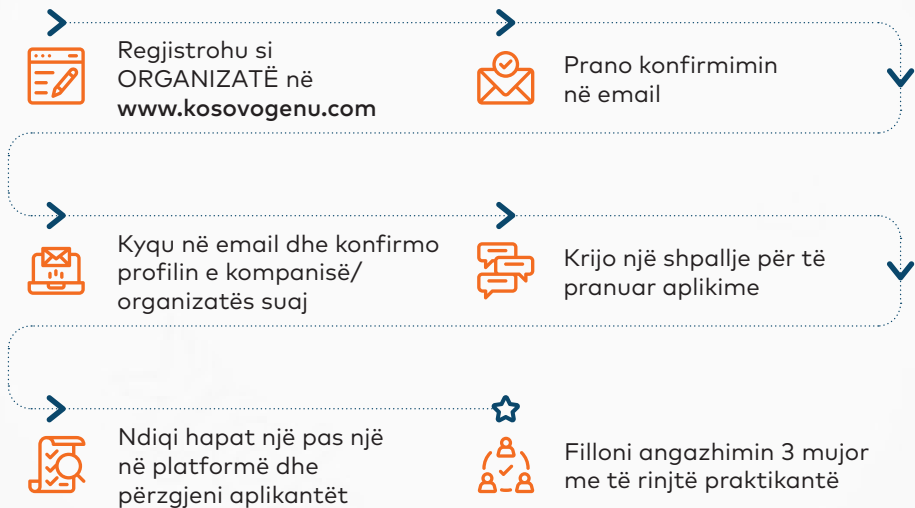 Regjistrohu si
ORGANIZATË në
www.kosovogenu.com
Prano konfirmimin
në email
Kyqu në email dhe konfirmo
profilin e kompanisë/
organizatës suaj
Krijo një shpallje për të
pranuar aplikime
Ndiqi hapat një pas një
në platformë dhe
përzgjeni aplikantët
Filloni angazhimin 3 mujor
me të rinjtë praktikantë